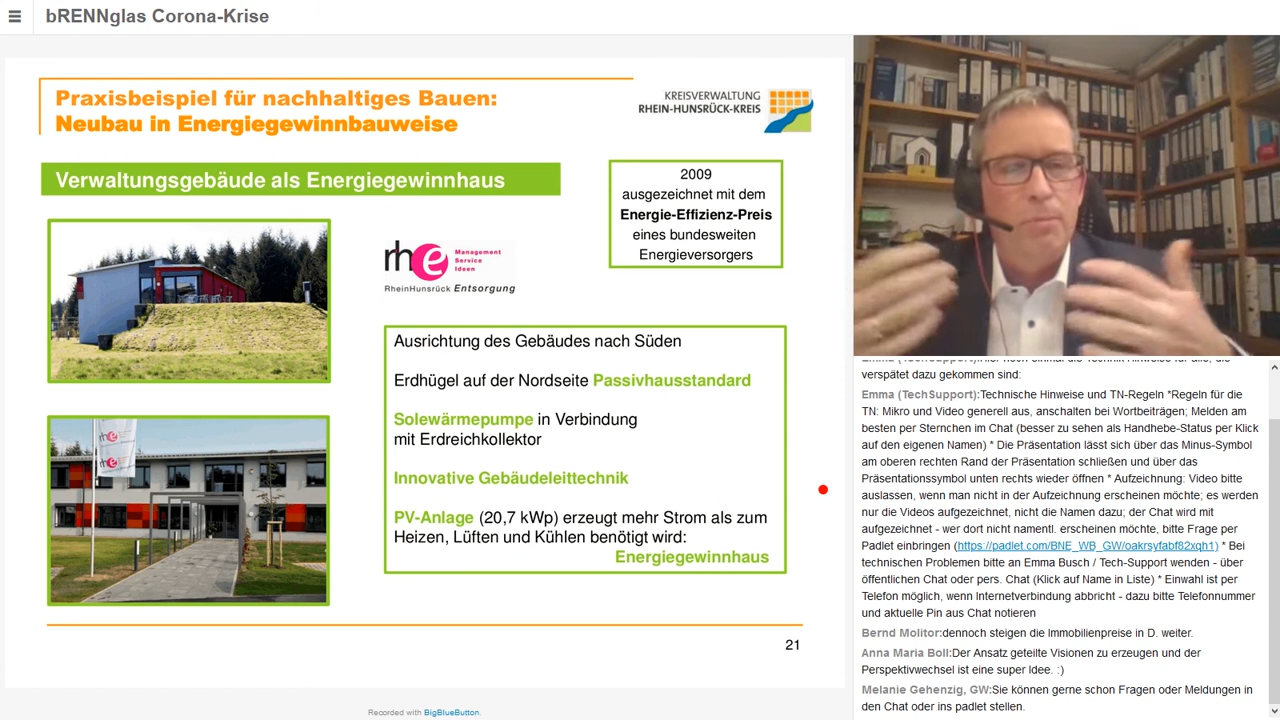 bRENNglas Corona-Krise
Praxisbeispiel für nachhaltiges Bauen:
Neubau in Energiegewinnbauweise
KREISVERWALTUNG
RHEIN-HUNSRÜCK-KREIS
Verwaltungsgebäude als Energiegewinnhaus
2009
ausgezeichnet mit dem
Energie-Effizienz-Preis
eines bundesweiten
Energieversorgers
rhe
Management
Service
Ideen
RheinHunsrück Entsorgung
Ausrichtung des Gebäudes nach Süden
Erdhügel auf der Nordseite Passivhausstandard
Solewärmepumpe in Verbindung
mit Erdreichkollektor
Innovative Gebäudeleittechnik
PV-Anlage (20,7 kWp) erzeugt mehr Strom als zum
Heizen, Lüften und Kühlen benötigt wird:
Energiegewinnhaus
rhe
rhe
21
Recorded with BigBlueButton.
verspätet dazu gekommen sind:
Emma (TechSupport):Technische Hinweise und TN-Regeln *Regeln für die
TN: Mikro und Video generell aus, anschalten bei Wortbeiträgen; Melden am
besten per Sternchen im Chat (besser zu sehen als Handhebe-Status per Klick
auf den eigenen Namen) * Die Präsentation lässt sich über das Minus-Symbol
am oberen rechten Rand der Präsentation schließen und über das
Präsentationssymbol unten rechts wieder öffnen * Aufzeichnung: Video bitte
auslassen, wenn man nicht in der Aufzeichnung erscheinen möchte; es werden
nur die Videos aufgezeichnet, nicht die Namen dazu; der Chat wird mit
aufgezeichnet - wer dort nicht namentl. erscheinen möchte, bitte Frage per
Padlet einbringen (https://padlet.com/BNE_WB_GW/oakrsyfabf82xqh1) * Bei
technischen Problemen bitte an Emma Busch / Tech-Support wenden - über
öffentlichen Chat oder pers. Chat (Klick auf Name in Liste) * Einwahl ist per
Telefon möglich, wenn Internetverbindung abbricht - dazu bitte Telefonnummer
und aktuelle Pin aus Chat notieren
Bernd Molitor:dennoch steigen die Immobilienpreise in D. weiter.
Anna Maria Boll:Der Ansatz geteilte Visionen zu erzeugen und der
Perspektivwechsel ist eine super Idee. :)
Melanie Gehenzig, GW:Sie können gerne schon Fragen oder Meldungen in
den Chat oder ins padlet stellen.